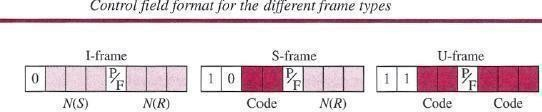 Control field format for the different frame types
I-frame S-frame U-frame
0 P/F 1 0 P/F 1 1 P/F
N(S) N(R) Code N(R) Code Code